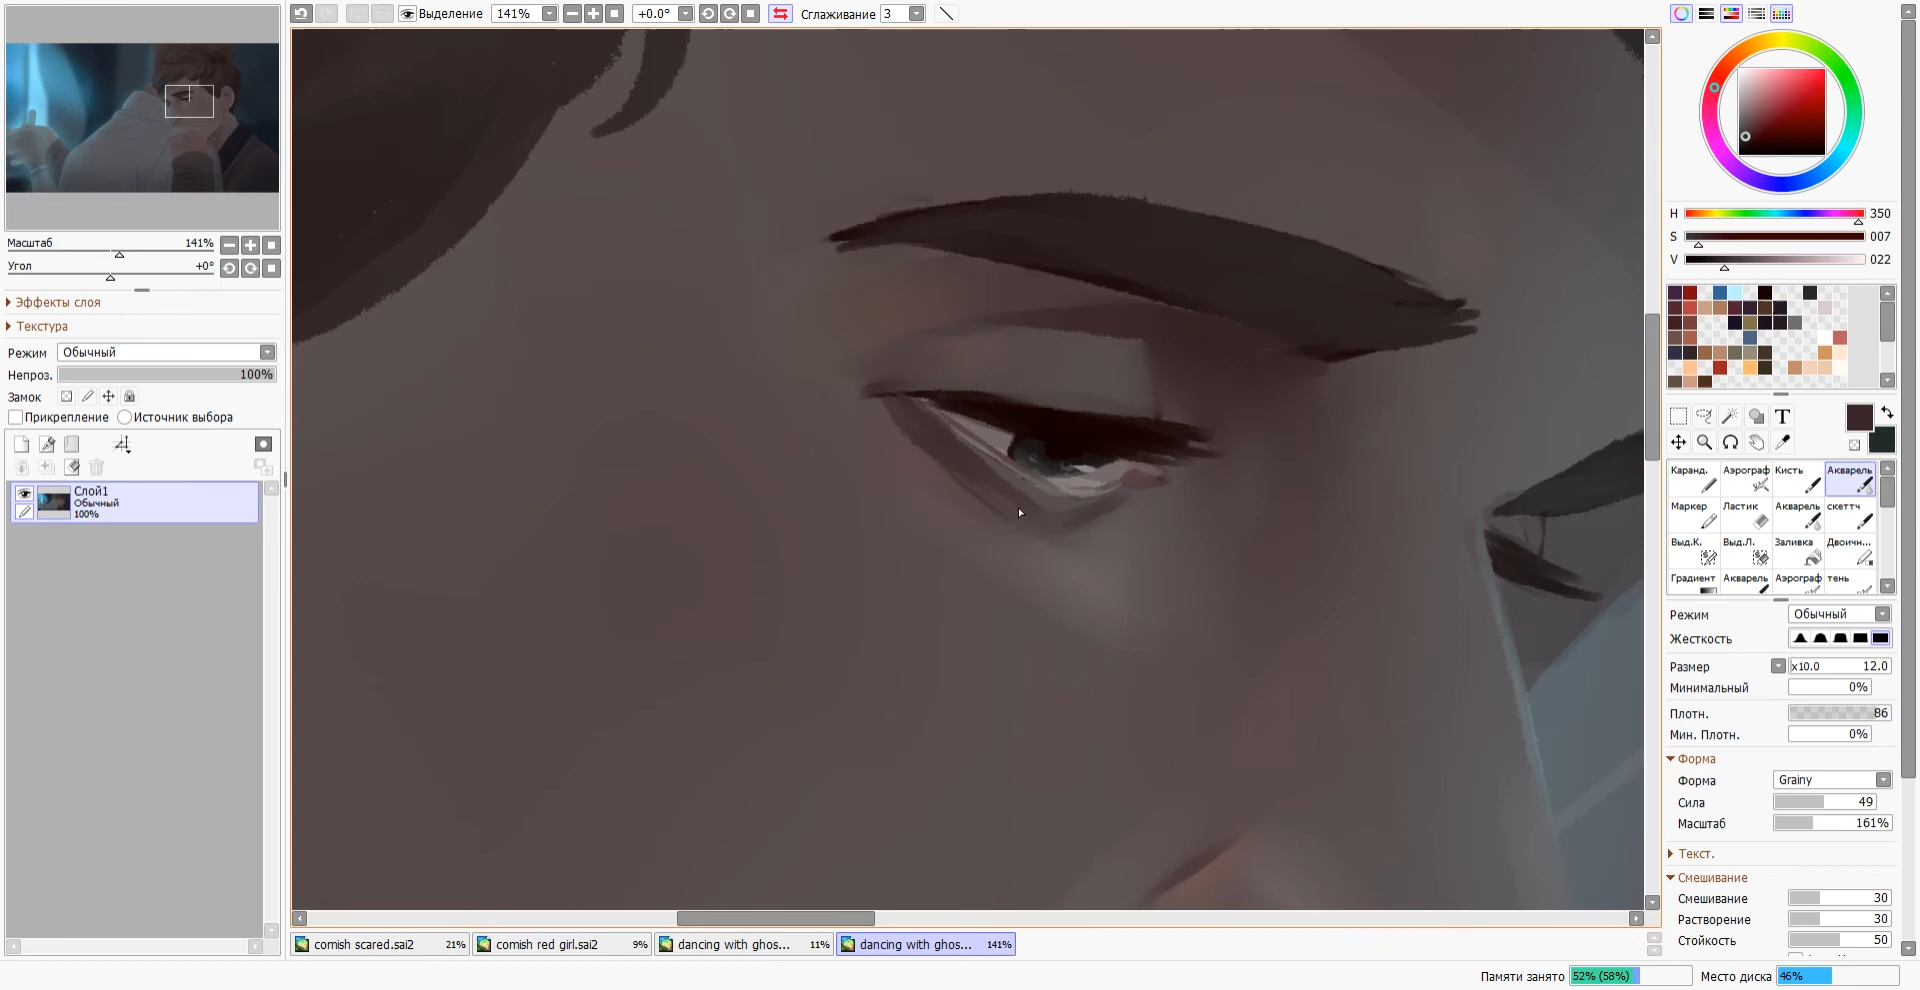 Выделение 141% +0.0° Сглаживание 3
Масштаб 141%
Угол +0°
Эффекты слоя
Текстура
Режим Обычный
Непроз. 100%
Замок
Прикрепление Источник выбора
Слой1
Обычный
100%
H 350
S 007
V 022
T
Каранд. Аэрограф Кисть Акварель
Маркер Ластик Акварель скеттч
Выд.К. Выд.Л. Заливка Двоичн...
Градиент Акварель Аэрограф тень
Режим Обычный
Жесткость
Размер x10.0 12.0
Минимальный 0%
Плотн. 86
Мин. Плотн. 0%
Форма
Форма Grainy
Сила 49
Масштаб 161%
Текст.
Смешивание
Смешивание 30
Растворение 30
Стойкость 50
comish scared.sai2 21% comish red girl.sai2 9% dancing with ghos... 11% dancing with ghos... 141%
Памяти занято 52% (58%) Место диска 46%